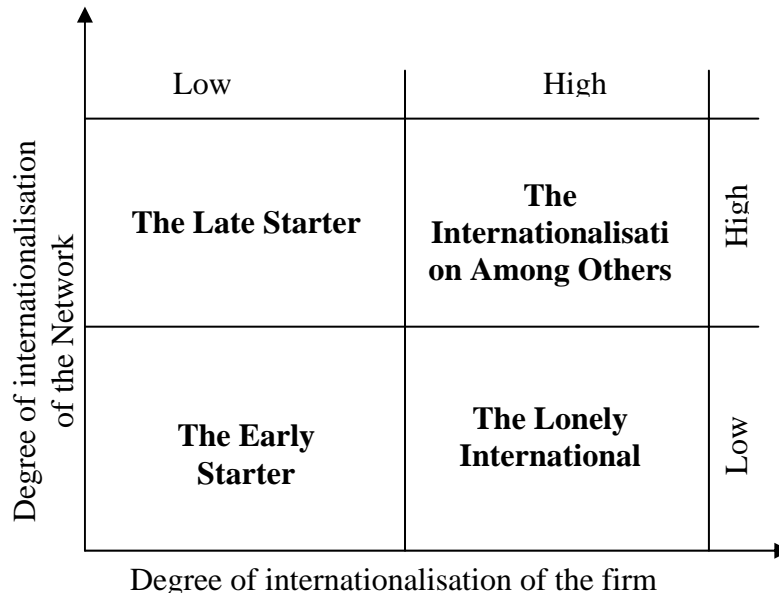 Low
High
The Late Starter
The
Internationalisati
on Among Others
High
The Early
Starter
The Lonely
International
Low
Degree of internationalisation
of the Network
Degree of internationalisation of the firm